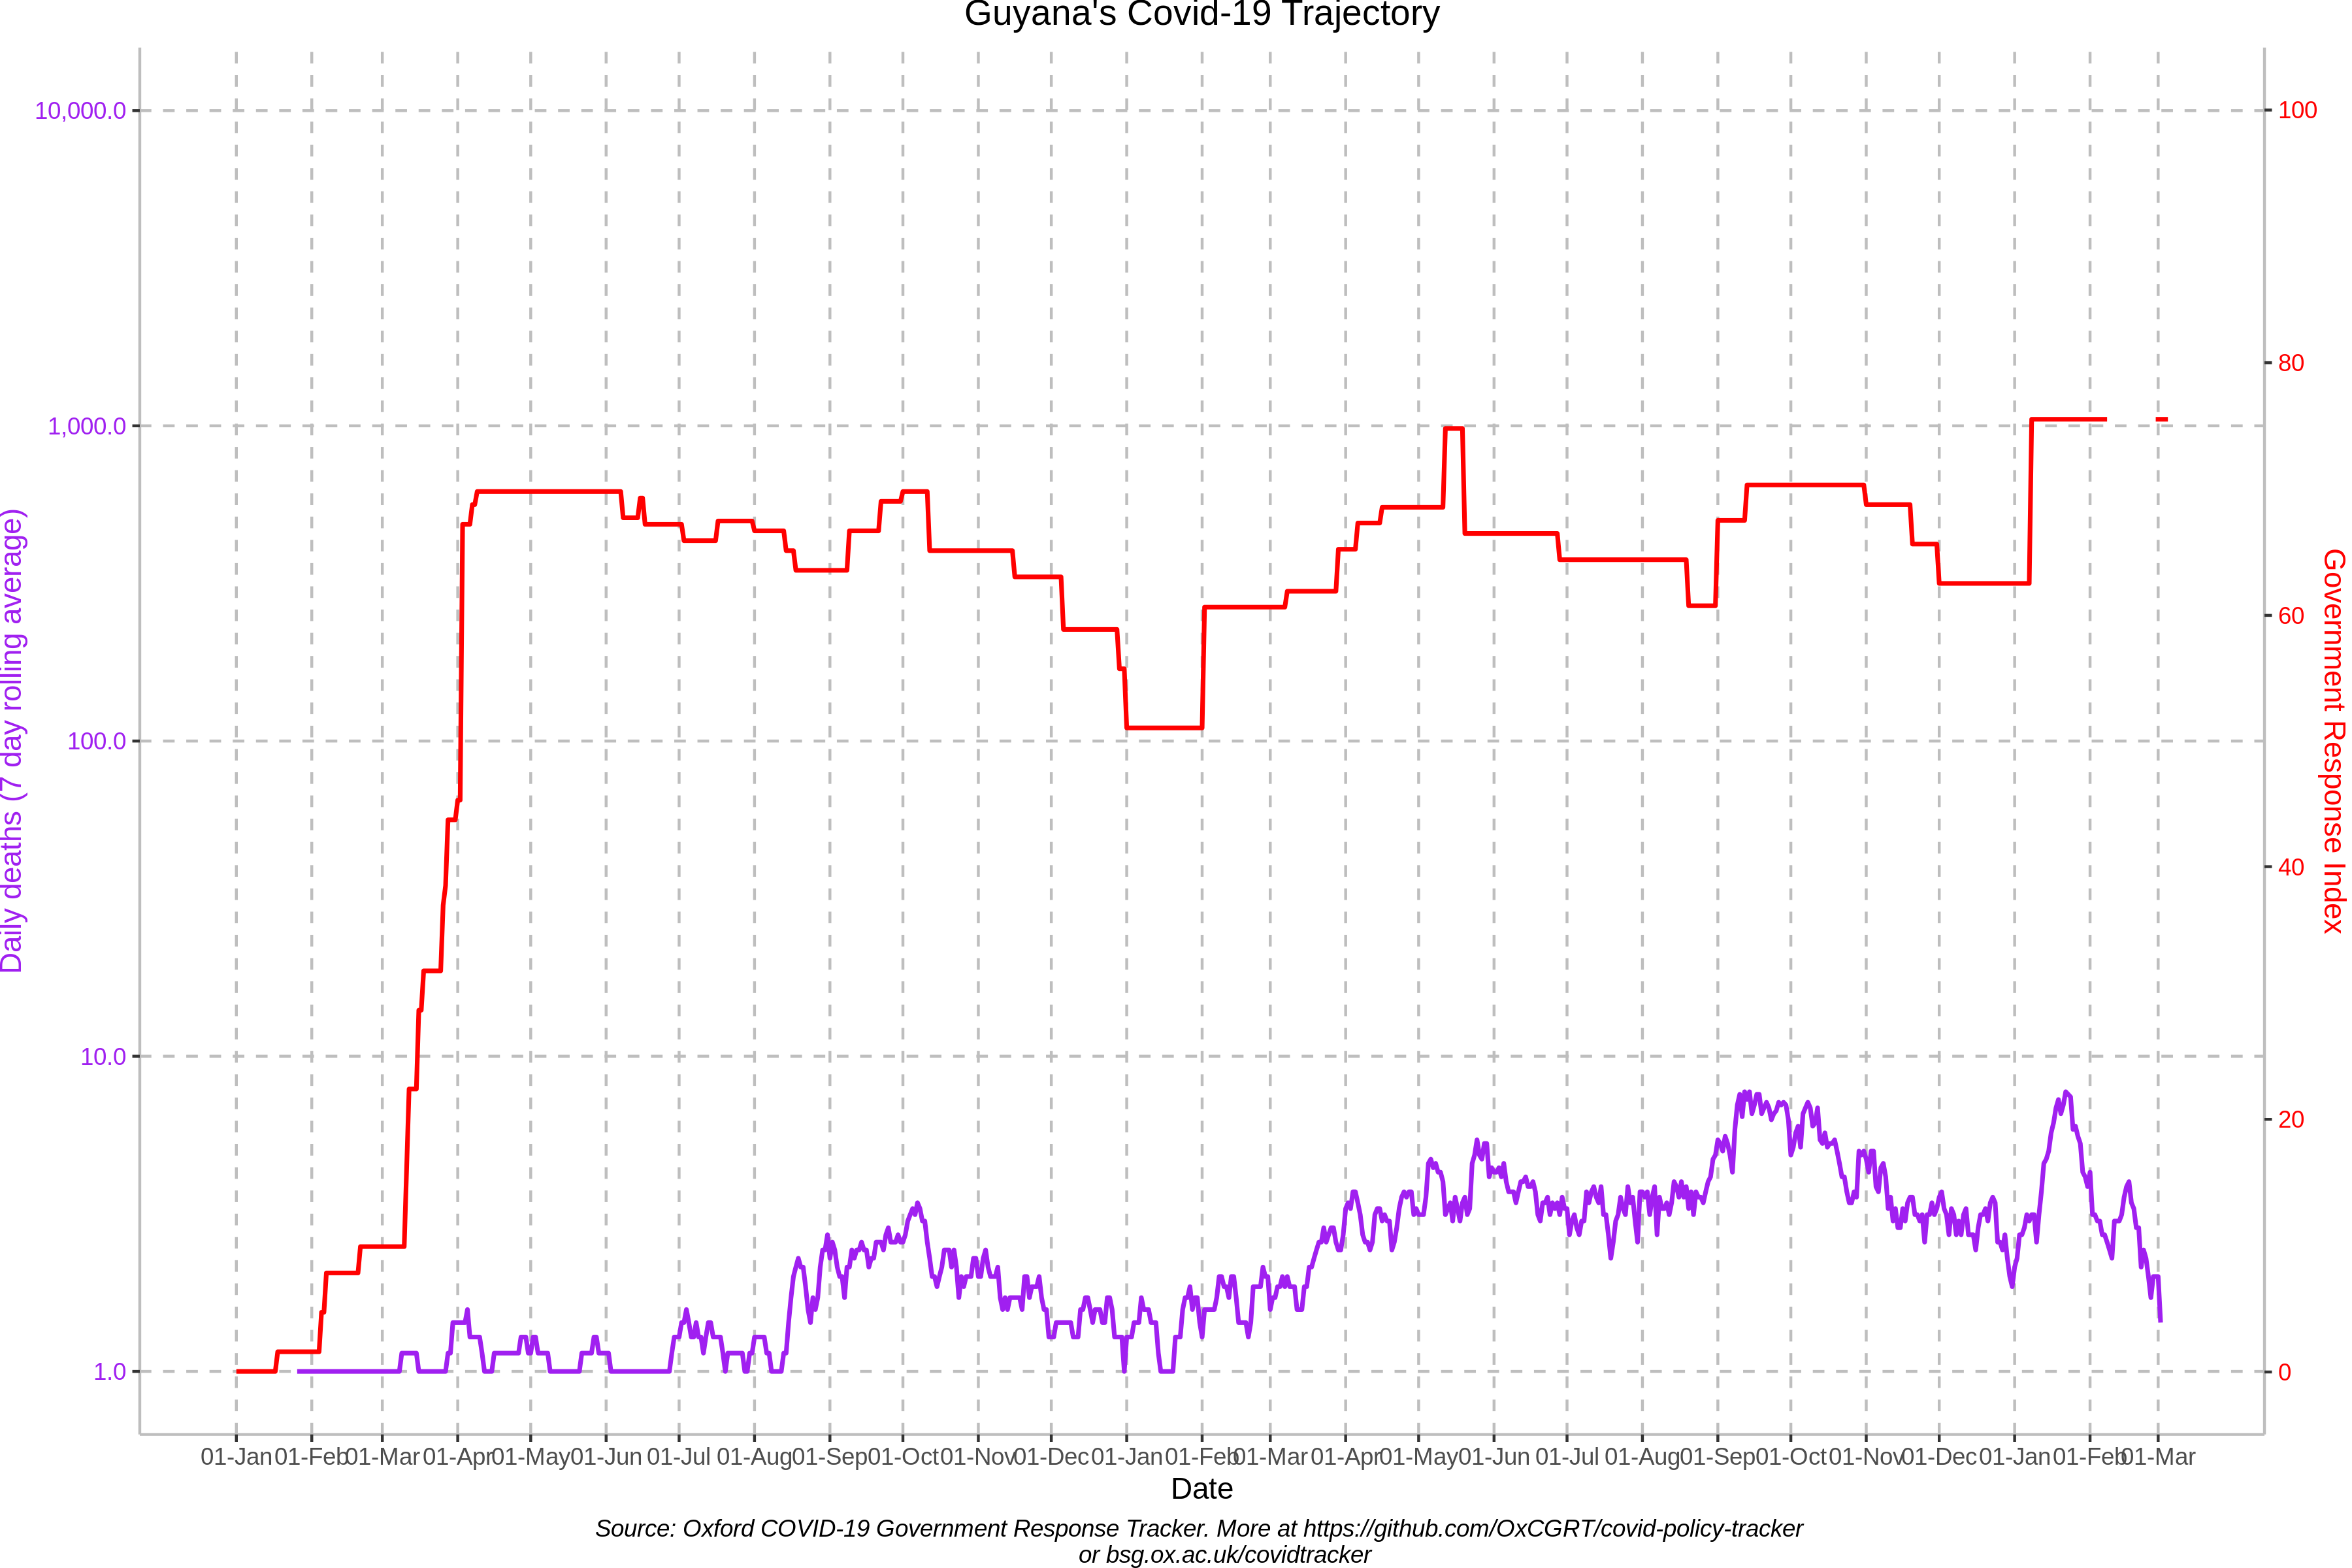 Guyana's Covid-19 Trajectory
10,000.0
1,000.0
100.0
10.0
1.0
Daily deaths (7 day rolling average)
100
80
60
40
20
0
Government Response Index
01-Jan 01-Feb 01-Mar 01-Apr 01-May 01-Jun 01-Jul 01-Aug 01-Sep 01-Oct 01-Nov 01-Dec 01-Jan 01-Feb 01-Mar 01-Apr 01-May 01-Jun 01-Jul 01-Aug 01-Sep 01-Oct 01-Nov 01-Dec 01-Jan 01-Feb 01-Mar
Date
Source: Oxford COVID-19 Government Response Tracker. More at https://github.com/OxCGRT/covid-policy-tracker
or bsg.ox.ac.uk/covidtracker